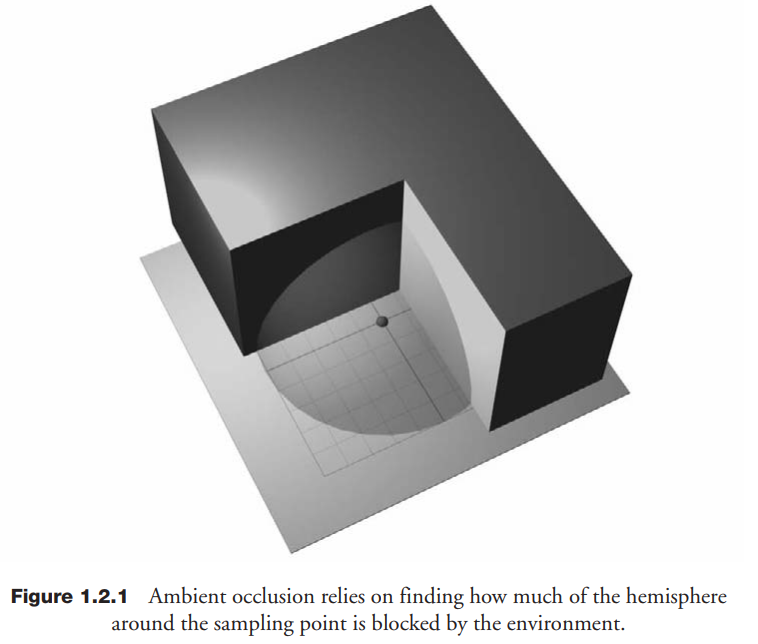 Figure 1.2.1 Ambient occlusion relies on finding how much of the hemisphere
around the sampling point is blocked by the environment.